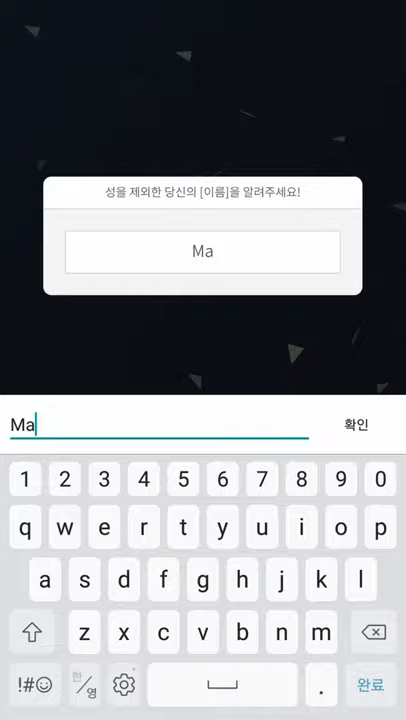 성을 제외한 당신의 [이름]을 알려주세요!
Ma
Ma 확인
1 2 3 4 5 6 7 8 9 0
q w e r t y u i o p
a s d f g h j k l
z x c v b n m
!#☺ 한/영 . 완료